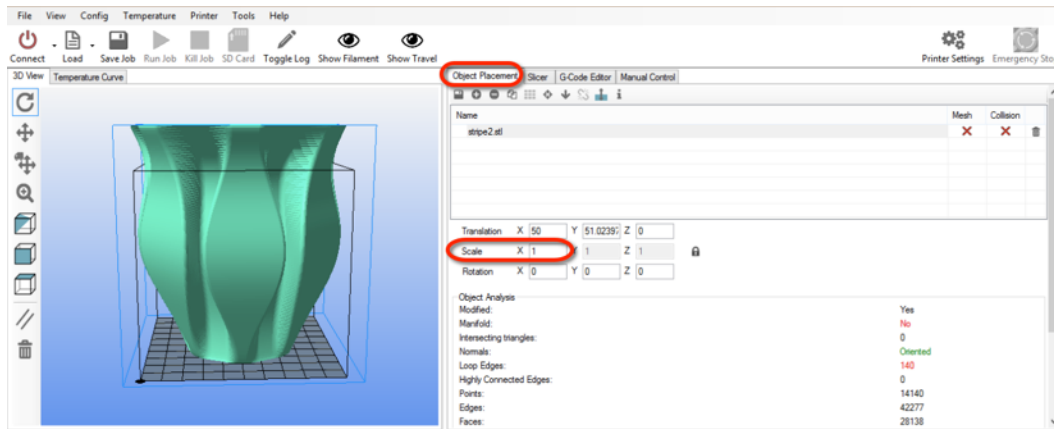 File View Config Temperature Printer Tools Help
Connect Load Save Job Run Job Kill Job SD Card Toggle Log Show Filament Show Travel Printer Settings Emergency Sto
3D View Temperature Curve
Object Placement Slicer G-Code Editor Manual Control
Name Mesh Collision
stripe2.stl
Translation X 50 Y 51.0239 Z 0
Scale X 1 Y 1 Z 1
Rotation X 0 Y 0 Z 0
Object Analysis
Modified: Yes
Manifold: No
Intersecting triangles: 0
Normals: Oriented
Loop Edges: 140
Highly Connected Edges: 0
Points: 14140
Edges: 42277
Faces: 28138